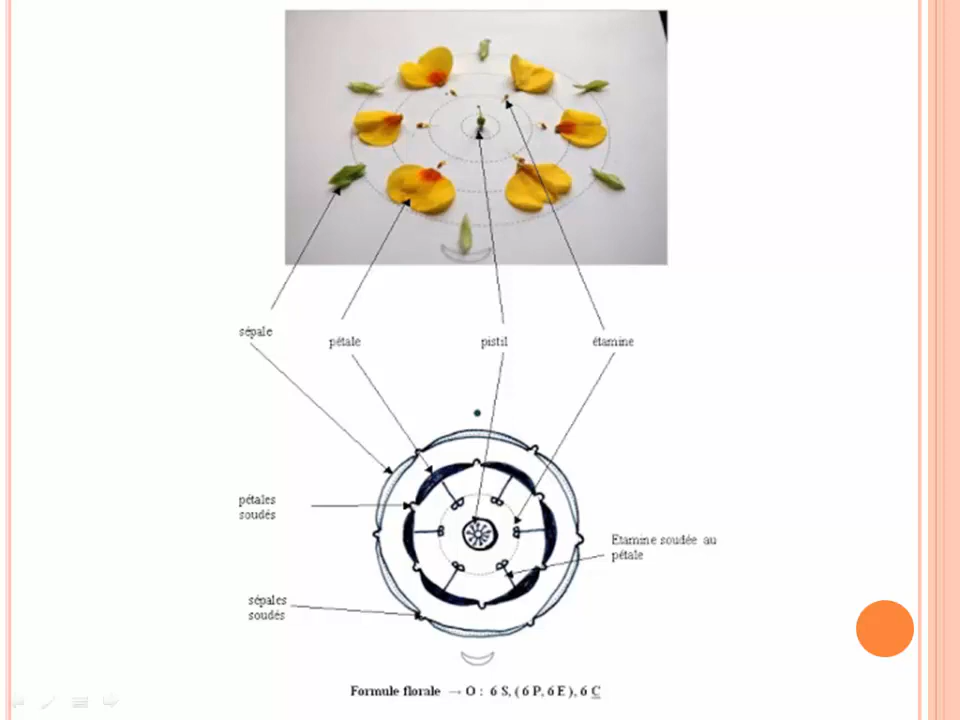 sépale
pétale
pistil
étamine
pétales
soudés
Etamine soudée au
pétale
sépales
soudés
Formule florale → O : 6 S, ( 6 P, 6 E ), 6 C